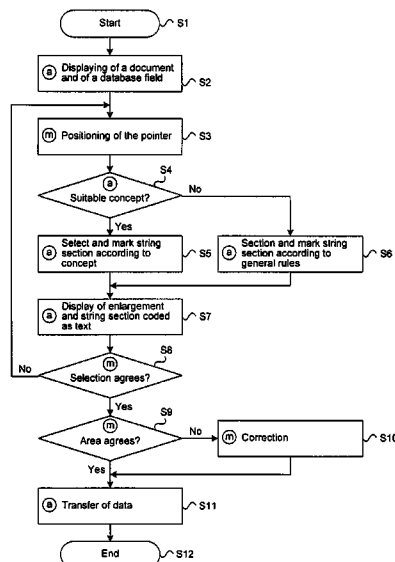 Start
S1
a Displaying of a document
and of a database field
S2
m Positioning of the pointer
S3
S4
a
Suitable concept?
No
Yes
a Select and mark string
section according to
concept
S5
a Section and mark string
section according to
general rules
S6
a Display of enlargement
and string section coded
as text
S7
S8
m
Selection agrees?
No
Yes
S9
m
Area agrees?
No
m Correction
S10
Yes
a Transfer of data
S11
End
S12